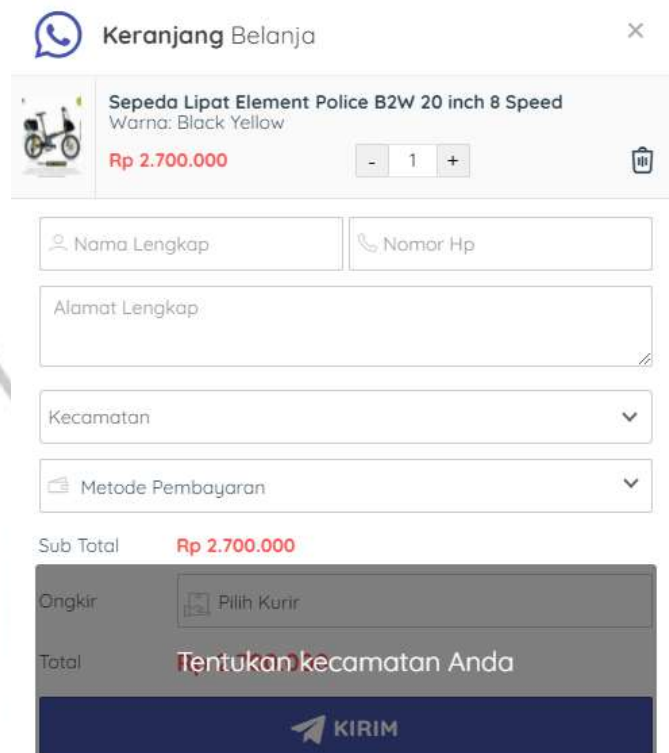 Keranjang Belanja
Sepeda Lipat Element Police B2W 20 inch 8 Speed
Warna: Black Yellow
Rp 2.700.000
- 1 +
Nama Lengkap
Nomor Hp
Alamat Lengkap
Kecamatan
Metode Pembayaran
Sub Total Rp 2.700.000
Ongkir Pilih Kurir
Total
Tentukan kecamatan Anda
KIRIM